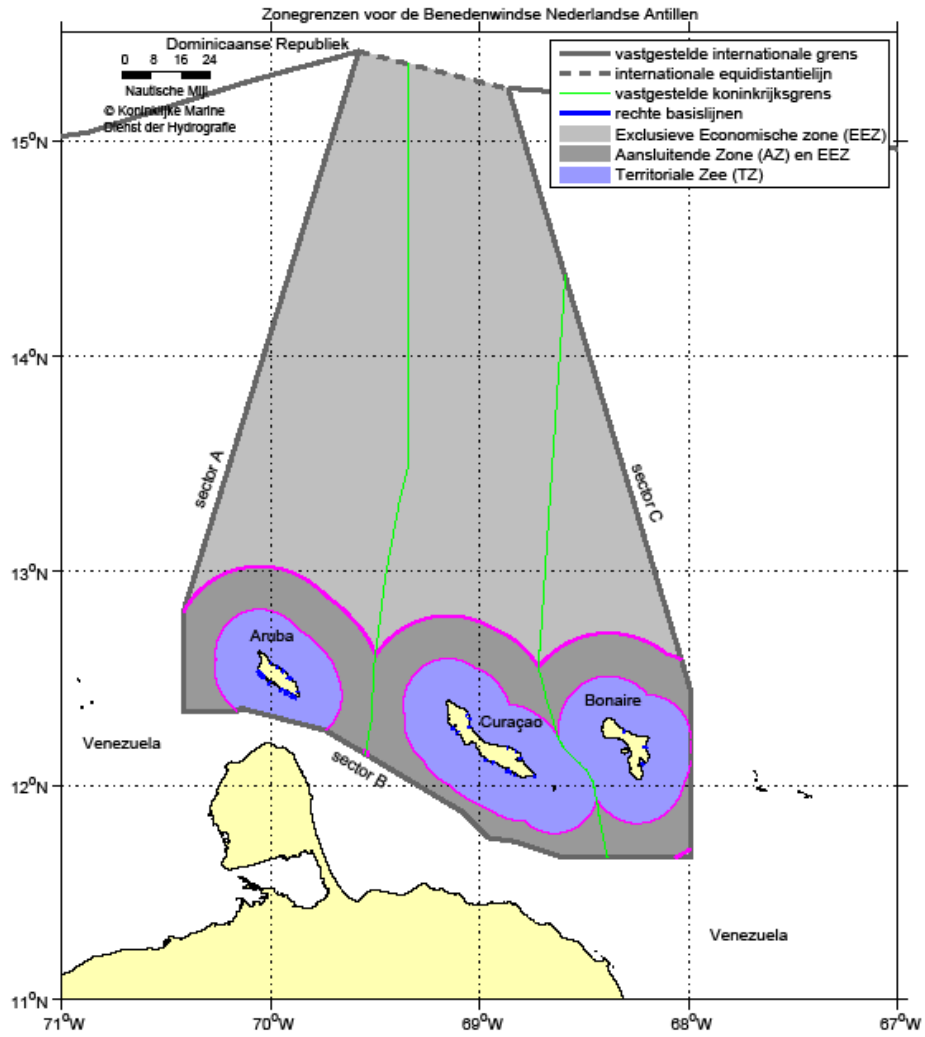 Zonegrenzen voor de Benedenwindse Nederlandse Antillen
Dominicaanse Republiek
0 8 16 24
Nautische Mijl
© Koninklijke Marine
Dienst der Hydrografie
vastgestelde internationale grens
internationale equidistantielijn
vastgestelde koninkrijksgrens
rechte basislijnen
Exclusieve Economische zone (EEZ)
Aansluitende Zone (AZ) en EEZ
Territoriale Zee (TZ)
15°N
14°N
sector A
sector C
13°N
Aruba
Bonaire
Curaçao
Venezuela
sector B
12°N
Venezuela
11°N
71°W
70°W
69°W
68°W
67°W